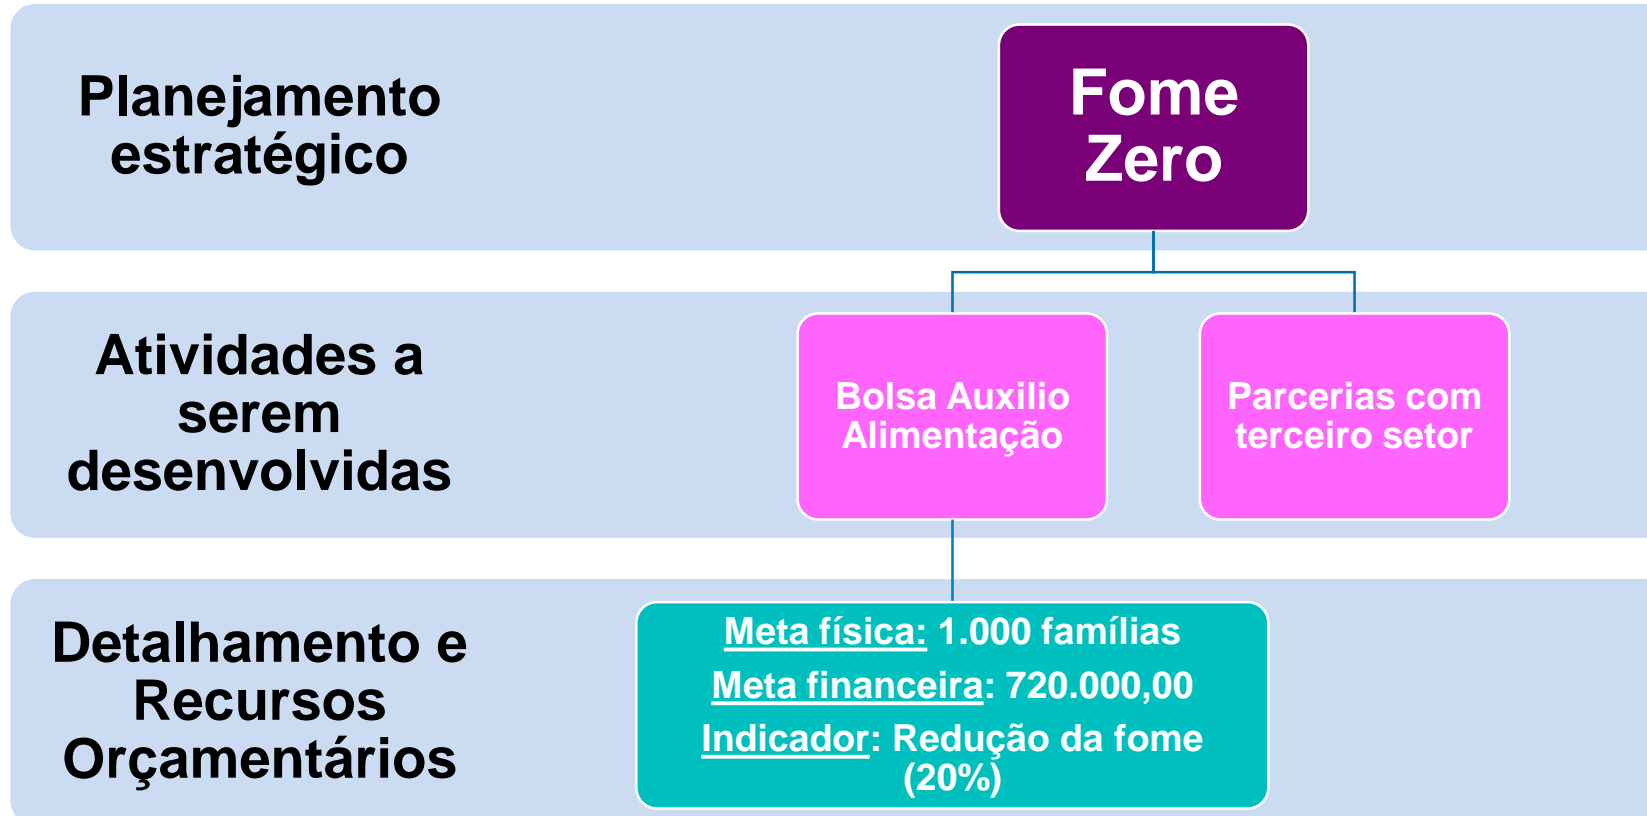 Planejamento
estratégico
Fome
Zero
Atividades a
serem
desenvolvidas
Bolsa Auxilio
Alimentação
Parcerias com
terceiro setor
Detalhamento e
Recursos
Orçamentários
Meta física: 1.000 famílias
Meta financeira: 720.000,00
Indicador: Redução da fome
(20%)